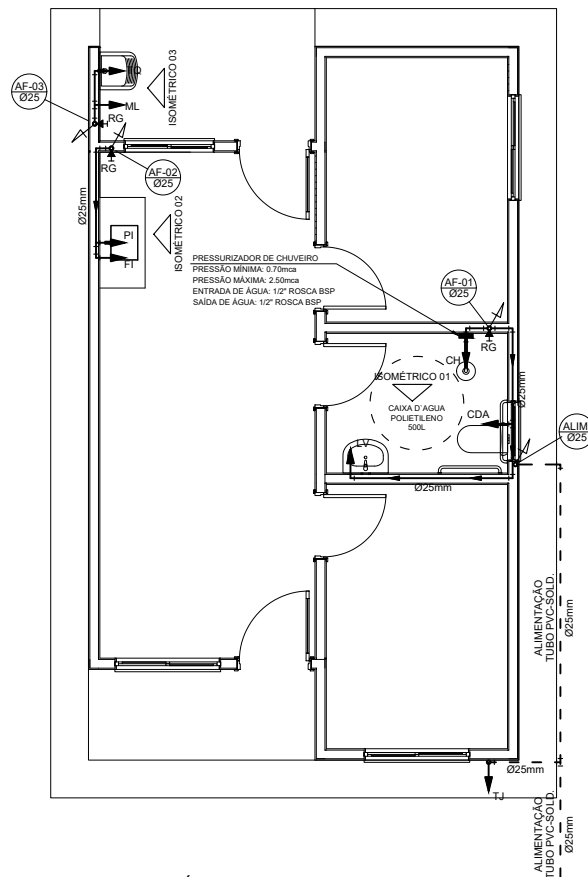 AF-03
Ø25
ML
RG
ISOMÉTRICO 03
RG
AF-02
Ø25
Ø25mm
PI
FI
ISOMÉTRICO 02
PRESSURIZADOR DE CHUVEIRO
PRESSÃO MÍNIMA: 0.70mca
PRESSÃO MÁXIMA: 2.50mca
ENTRADA DE ÁGUA: 1/2" ROSCA BSP
SAÍDA DE ÁGUA: 1/2" ROSCA BSP
AF-01
Ø25
RG
CH
ISOMÉTRICO 01
CAIXA D`AGUA
POLIETILENO
500L
CDA
Ø25mm
LV
ALIM
Ø25
Ø25mm
ALIMENTAÇÃO
TUBO PVC-SOLD.
Ø25mm
Ø25mm
TJ
ALIMENTAÇÃO
TUBO PVC-SOLD.
Ø25mm